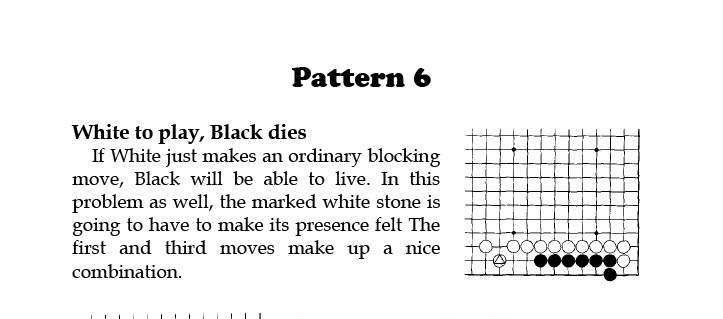 Pattern 6
White to play, Black dies
If White just makes an ordinary blocking
move, Black will be able to live. In this
problem as well, the marked white stone is
going to have to make its presence felt The
first and third moves make up a nice
combination.